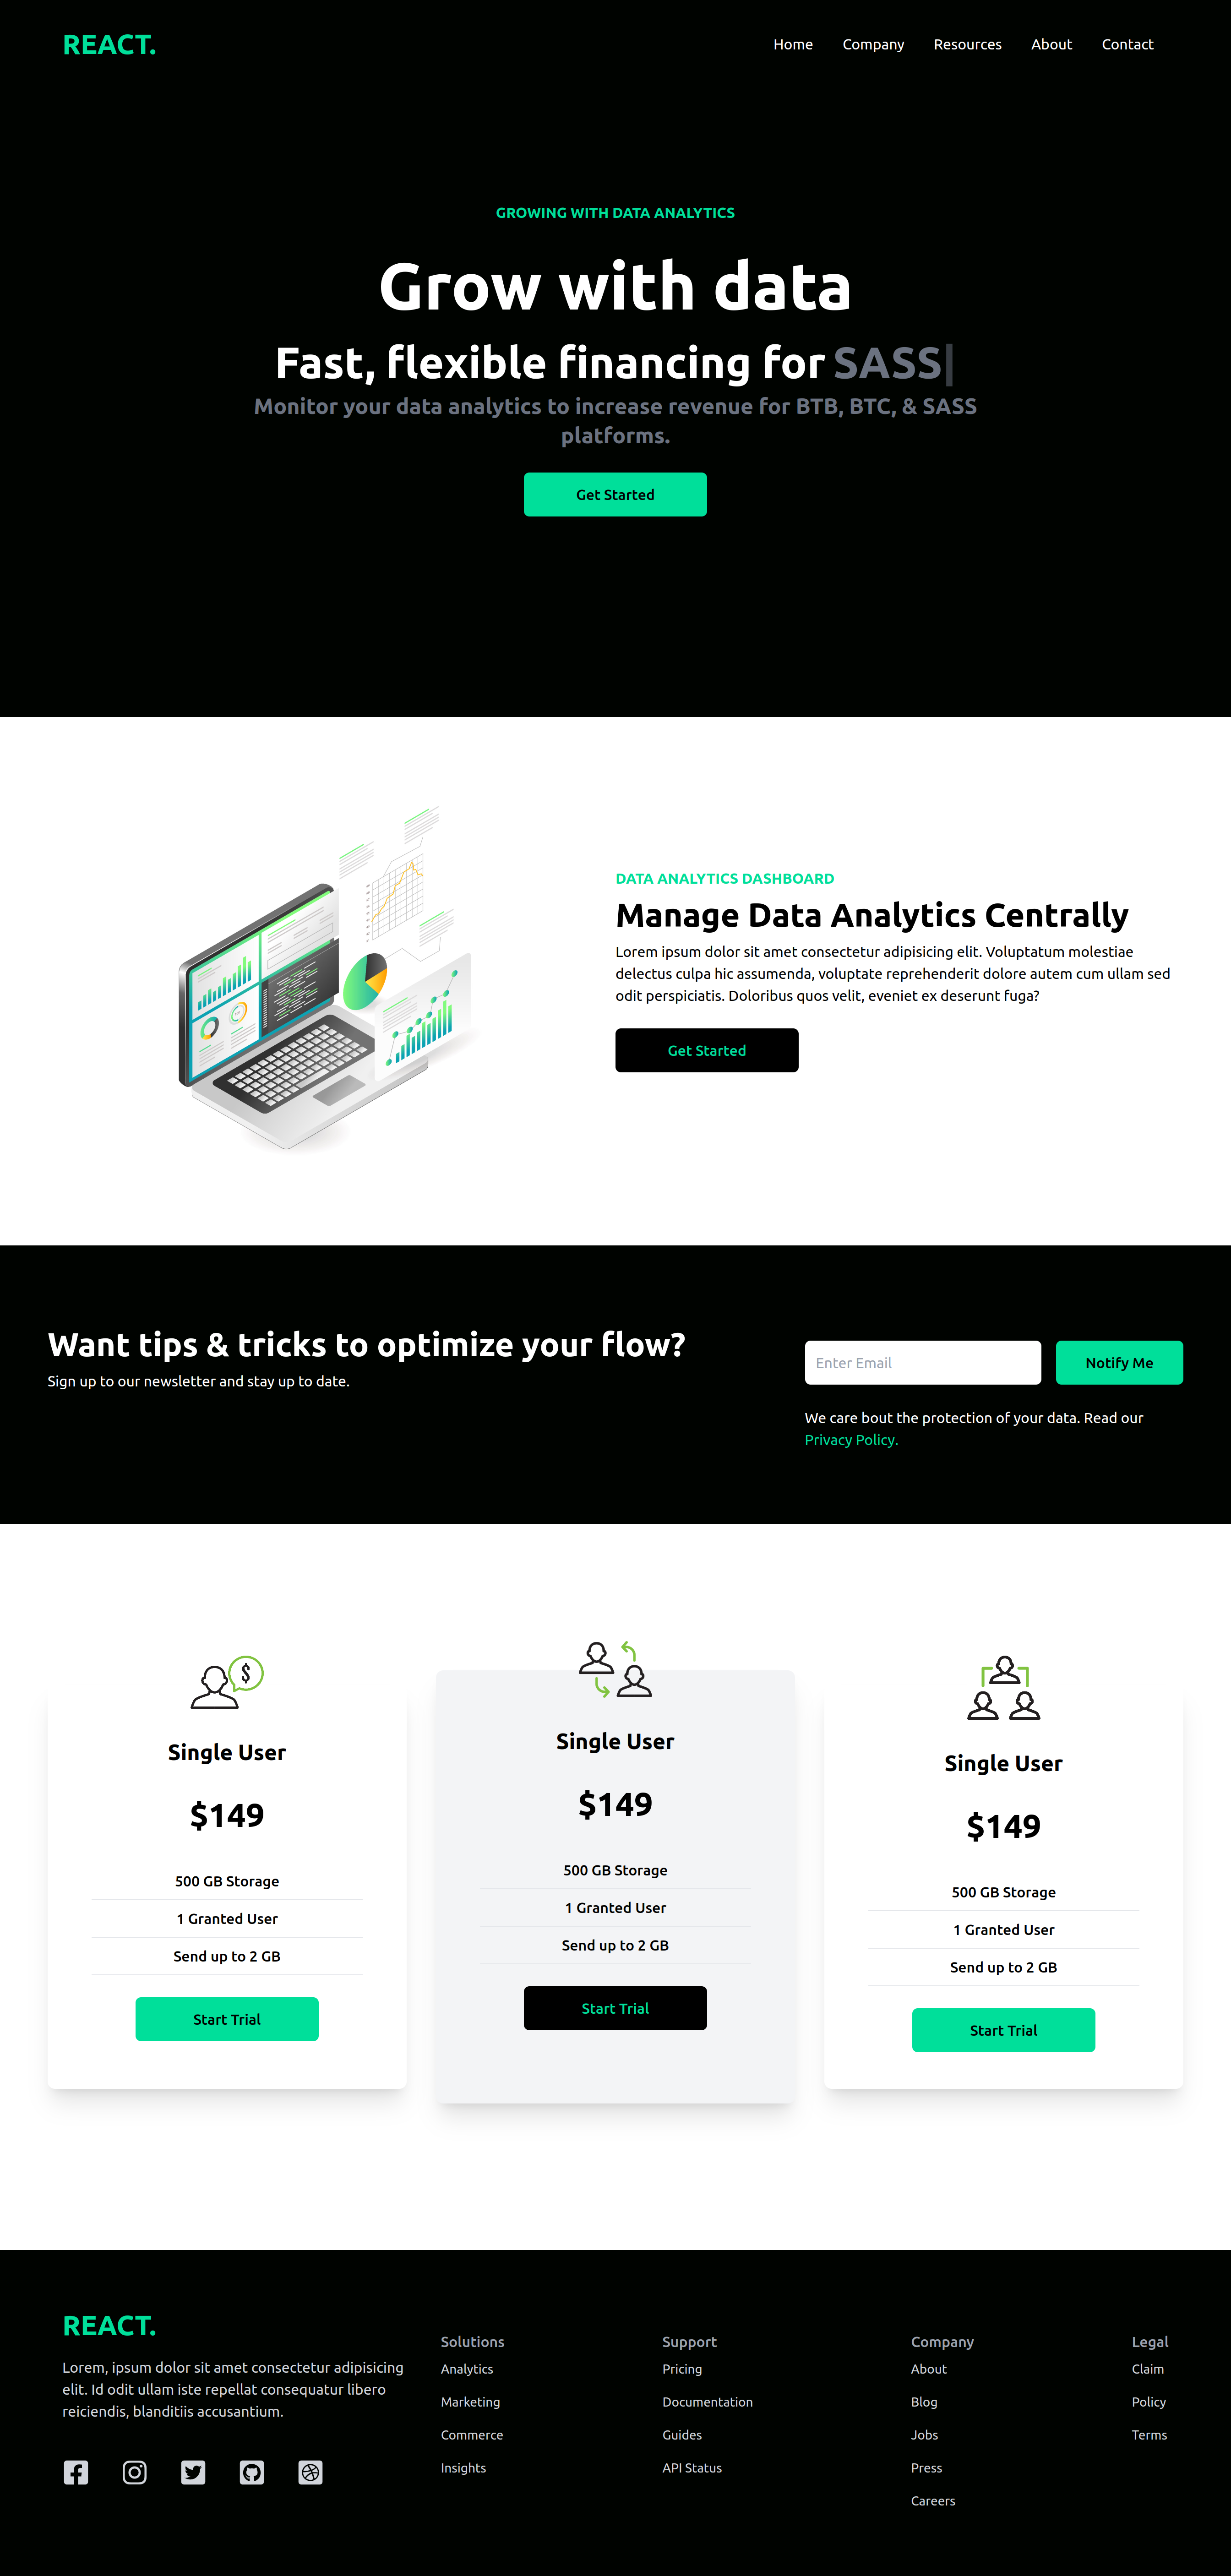 REACT.
Home Company Resources About Contact
GROWING WITH DATA ANALYTICS
Grow with data
Fast, flexible financing for SASS|
Monitor your data analytics to increase revenue for BTB, BTC, & SASS
platforms.
Get Started
DATA ANALYTICS DASHBOARD
Manage Data Analytics Centrally
Lorem ipsum dolor sit amet consectetur adipisicing elit. Voluptatum molestiae
delectus culpa hic assumenda, voluptate reprehenderit dolore autem cum ullam sed
odit perspiciatis. Doloribus quos velit, eveniet ex deserunt fuga?
Get Started
Want tips & tricks to optimize your flow?
Sign up to our newsletter and stay up to date.
Enter Email
Notify Me
We care bout the protection of your data. Read our
Privacy Policy.
$
Single User
$149
500 GB Storage
1 Granted User
Send up to 2 GB
Start Trial
Single User
$149
500 GB Storage
1 Granted User
Send up to 2 GB
Start Trial
Single User
$149
500 GB Storage
1 Granted User
Send up to 2 GB
Start Trial
REACT.
Lorem, ipsum dolor sit amet consectetur adipisicing
elit. Id odit ullam iste repellat consequatur libero
reiciendis, blanditiis accusantium.
Solutions
Analytics
Marketing
Commerce
Insights
Support
Pricing
Documentation
Guides
API Status
Company
About
Blog
Jobs
Press
Careers
Legal
Claim
Policy
Terms